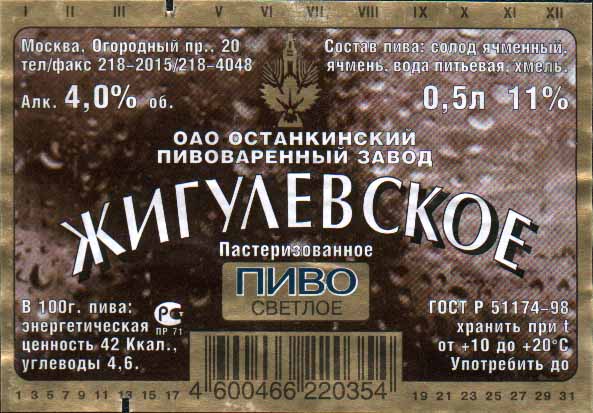 I II III IV V VI VII VIII IX X XI XII
Москва, Огородный пр., 20
тел/факс 218-2015/218-4048
Алк. 4,0% об.
Состав пива: солод ячменный,
ячмень, вода питьевая, хмель.
0,5л 11%
ОАО ОСТАНКИНСКИЙ
ПИВОВАРЕННЫЙ ЗАВОД
ЖИГУЛЕВСКОЕ
Пастеризованное
ПИВО
СВЕТЛОЕ
В 100г. пива:
энергетическая
ценность 42 Ккал.,
углеводы 4,6.
РС
ПР 71
ГОСТ Р 51174-98
хранить при t
от +10 до +20°С
Употребить до
4 600466 220354
1 3 5 7 9 11 13 15 17 19 21 23 25 27 29 31